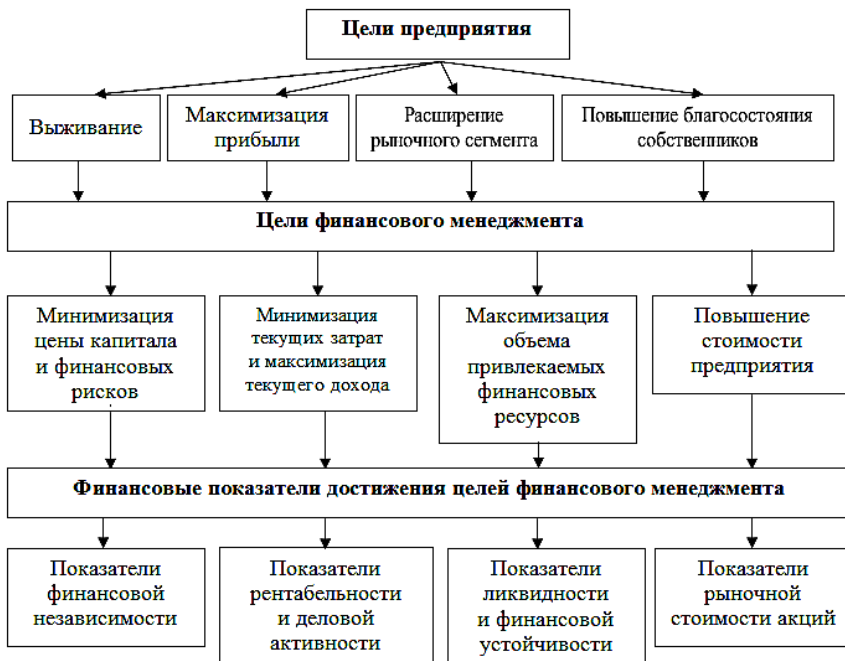 Цели предприятия
Выживание
Максимизация
прибыли
Расширение
рыночного сегмента
Повышение благосостояния
собственников
Цели финансового менеджмента
Минимизация
цены капитала
и финансовых
рисков
Минимизация
текущих затрат
и максимизация
текущего дохода
Максимизация
объема
привлекаемых
финансовых
ресурсов
Повышение
стоимости
предприятия
Финансовые показатели достижения целей финансового менеджмента
Показатели
финансовой
независимости
Показатели
рентабельности
и деловой
активности
Показатели
ликвидности
и финансовой
устойчивости
Показатели
рыночной
стоимости акций